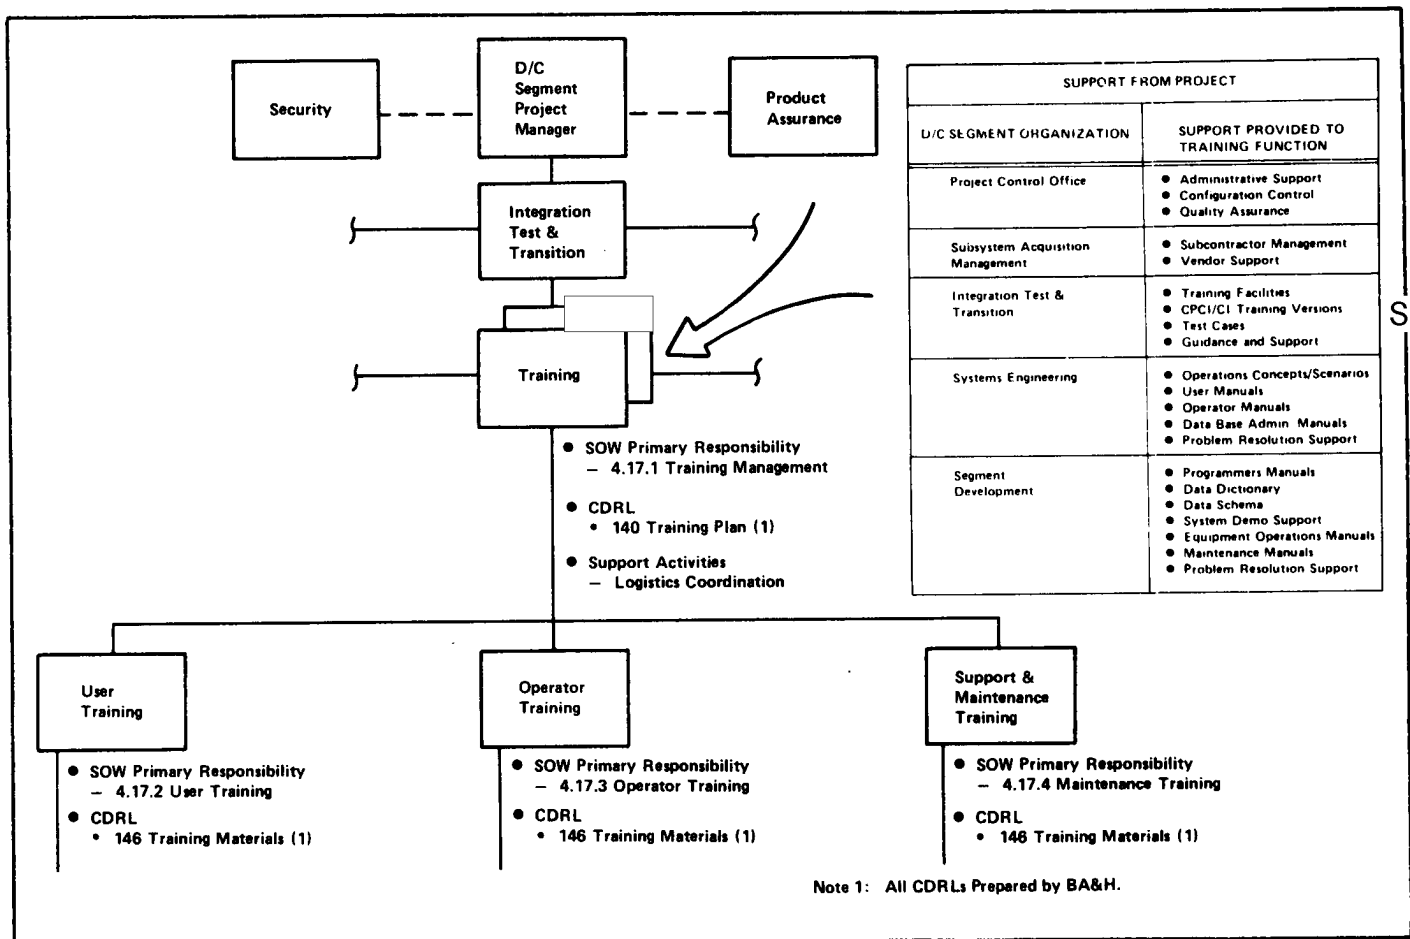 Security
D/C
Segment
Project
Manager
Product
Assurance
Integration
Test &
Transition
Training
● SOW Primary Responsibility
– 4.17.1 Training Management
● CDRL
• 140 Training Plan (1)
● Support Activities
– Logistics Coordination
SUPPORT FROM PROJECT
D/C SEGMENT ORGANIZATION
SUPPORT PROVIDED TO
TRAINING FUNCTION
Project Control Office
● Administrative Support
● Configuration Control
● Quality Assurance
Subsystem Acquisition
Management
● Subcontractor Management
● Vendor Support
Integration Test &
Transition
● Training Facilities
● CPCI/CI Training Versions
● Test Cases
● Guidance and Support
Systems Engineering
● Operations Concepts/Scenarios
● User Manuals
● Operator Manuals
● Data Base Admin Manuals
● Problem Resolution Support
Segment
Development
● Programmers Manuals
● Data Dictionary
● Data Schema
● System Demo Support
● Equipment Operations Manuals
● Maintenance Manuals
● Problem Resolution Support
S
User
Training
● SOW Primary Responsibility
– 4.17.2 User Training
● CDRL
• 146 Training Materials (1)
Operator
Training
● SOW Primary Responsibility
– 4.17.3 Operator Training
● CDRL
• 146 Training Materials (1)
Support &
Maintenance
Training
● SOW Primary Responsibility
– 4.17.4 Maintenance Training
● CDRL
• 146 Training Materials (1)
Note 1: All CDRLs Prepared by BA&H.